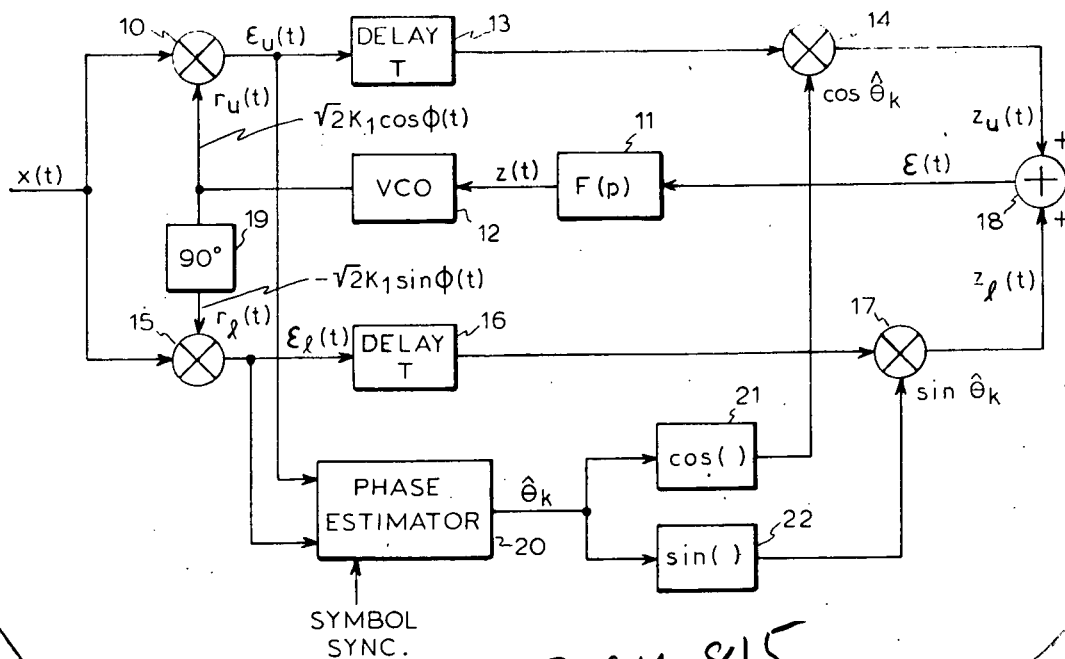 10
ε_u(t)
DELAY
T
13
14
r_u(t)
cos θ̂_k
√2K₁cosΦ(t)
z_u(t)
x(t)
VCO
12
z(t)
11
F(p)
ε(t)
+
+
18
+
19
90°
-√2K₁sinΦ(t)
z_ℓ(t)
15
r_ℓ(t)
ε_ℓ(t)
16
DELAY
T
17
sin θ̂_k
21
cos( )
PHASE
ESTIMATOR
θ̂_k
20
22
sin( )
SYMBOL
SYNC.